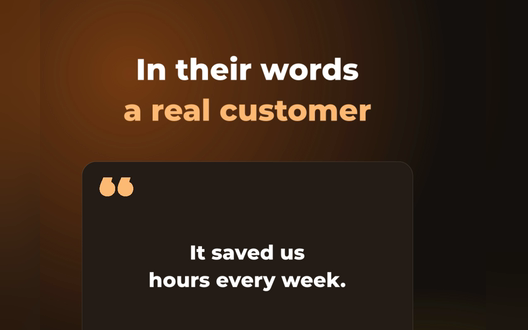 In their words
a real customer
“
It saved us
hours every week.